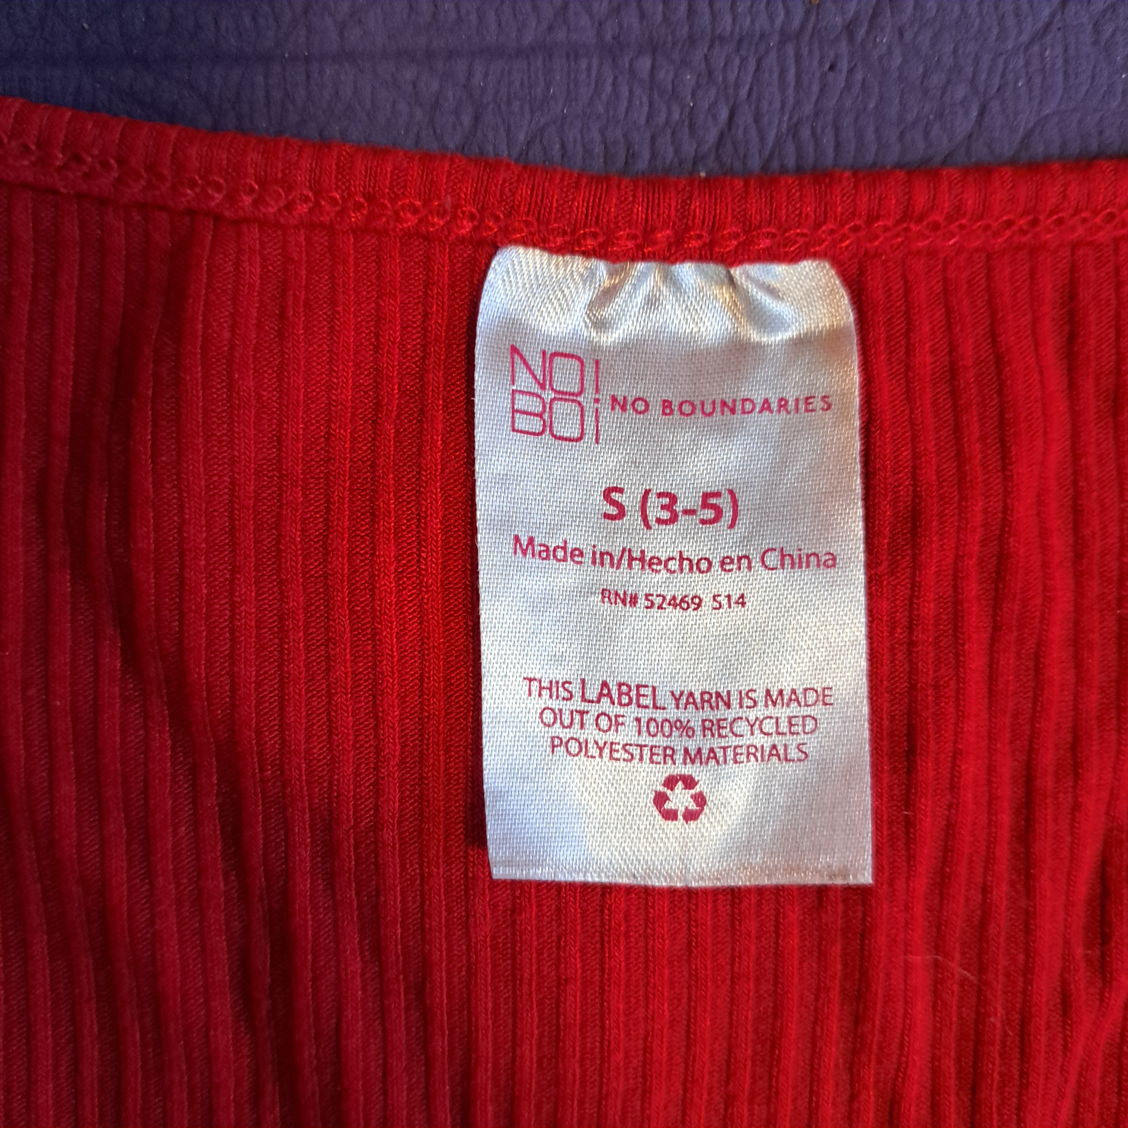 NO!
BOi
NO BOUNDARIES
S (3-5)
Made in/Hecho en China
RN# 52469 S14
THIS LABEL YARN IS MADE
OUT OF 100% RECYCLED
POLYESTER MATERIALS